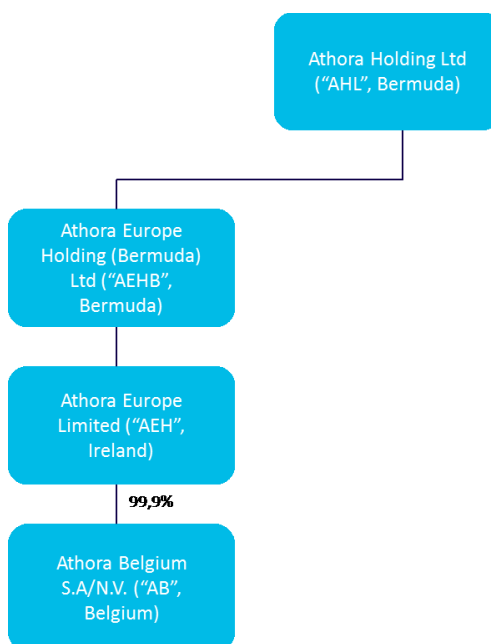 Athora Holding Ltd
(“AHL”, Bermuda)
Athora Europe
Holding (Bermuda)
Ltd (“AEHB”,
Bermuda)
Athora Europe
Limited (“AEH”,
Ireland)
99,9%
Athora Belgium
S.A/N.V. (“AB”,
Belgium)